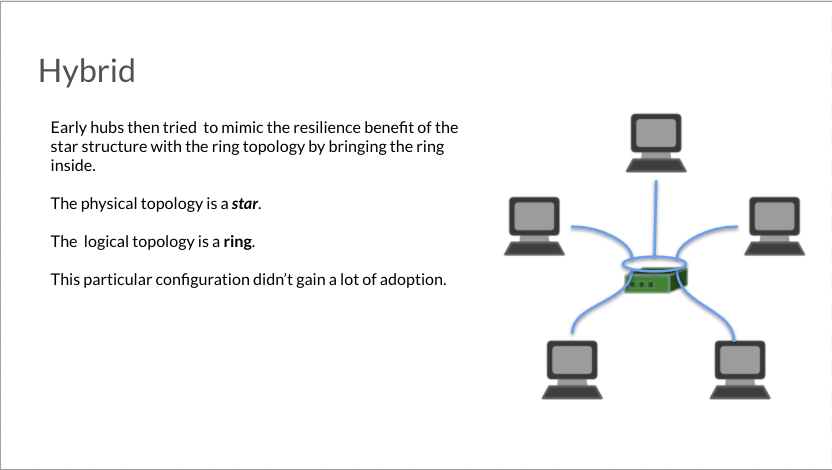 Hybrid
Early hubs then tried  to mimic the resilience benefit of the
star structure with the ring topology by bringing the ring
inside.
The physical topology is a star.
The  logical topology is a ring.
This particular configuration didn’t gain a lot of adoption.